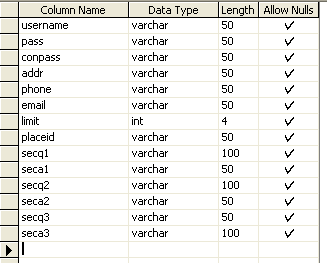 Column Name Data Type Length Allow Nulls
username varchar 50
pass varchar 50
conpass varchar 50
addr varchar 50
phone varchar 50
email varchar 50
limit int 4
placeid varchar 50
secq1 varchar 100
seca1 varchar 50
secq2 varchar 100
seca2 varchar 50
secq3 varchar 50
seca3 varchar 100